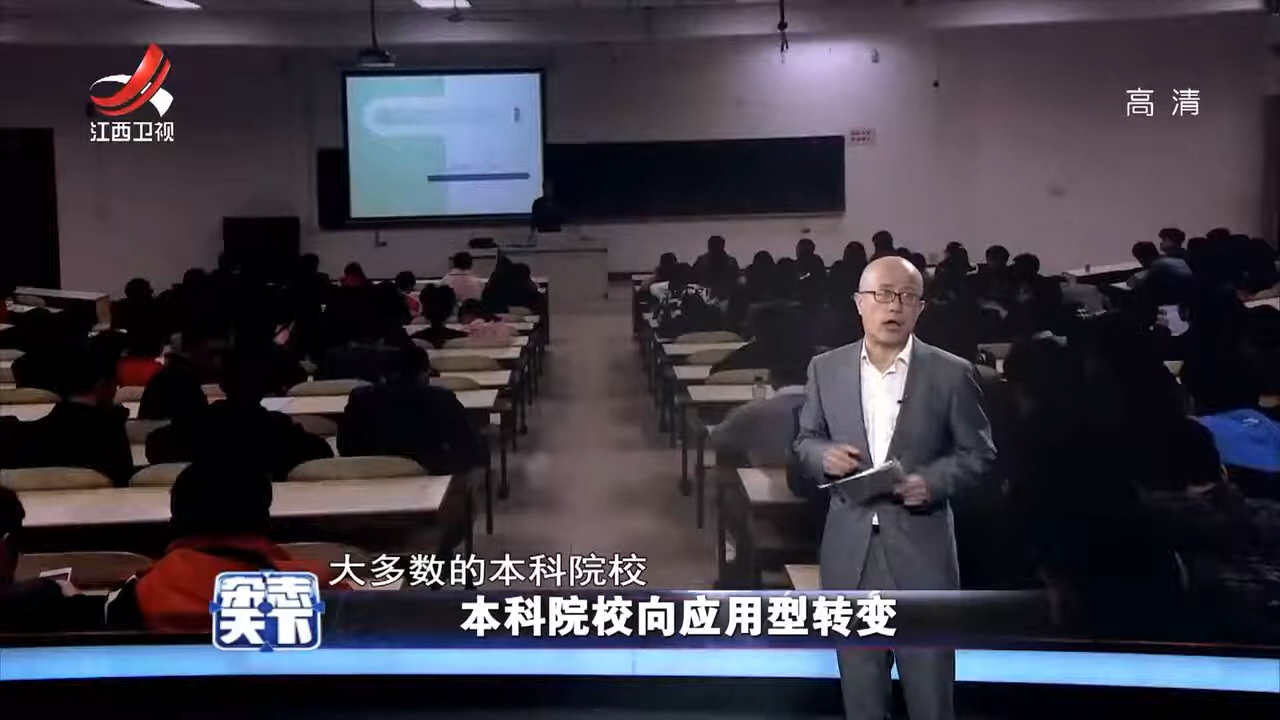 江西卫视
高清
大多数的本科院校
杂志天下
本科院校向应用型转变